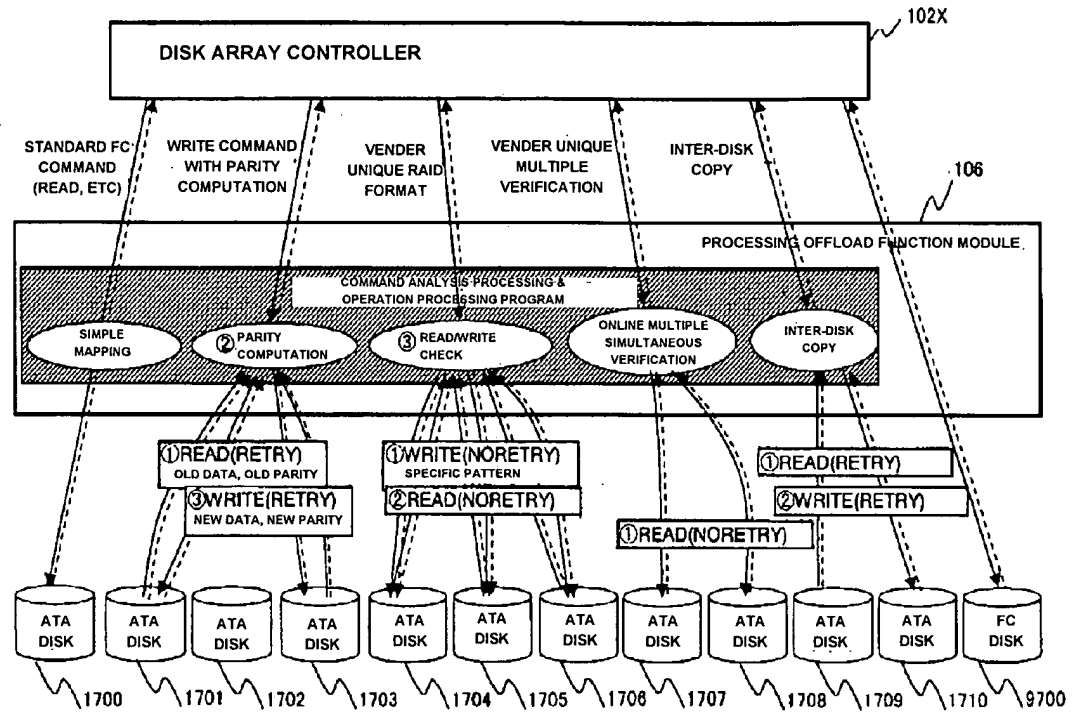 102X
DISK ARRAY CONTROLLER
STANDARD FC
COMMAND
(READ, ETC)
WRITE COMMAND
WITH PARITY
COMPUTATION
VENDER
UNIQUE RAID
FORMAT
VENDER UNIQUE
MULTIPLE
VERIFICATION
INTER-DISK
COPY
106
PROCESSING OFFLOAD FUNCTION MODULE
COMMAND ANALYSIS PROCESSING &
OPERATION PROCESSING PROGRAM
SIMPLE
MAPPING
② PARITY
COMPUTATION
③ READ/WRITE
CHECK
ONLINE MULTIPLE
SIMULTANEOUS
VERIFICATION
INTER-DISK
COPY
①READ(RETRY)
OLD DATA, OLD PARITY
③WRITE(RETRY)
NEW DATA, NEW PARITY
①WRITE(NORETRY)
SPECIFIC PATTERN
②READ(NORETRY)
①READ(NORETRY)
①READ(RETRY)
②WRITE(RETRY)
ATA
DISK
ATA
DISK
ATA
DISK
ATA
DISK
ATA
DISK
ATA
DISK
ATA
DISK
ATA
DISK
ATA
DISK
ATA
DISK
ATA
DISK
FC
DISK
1700
1701
1702
1703
1704
1705
1706
1707
1708
1709
1710
9700